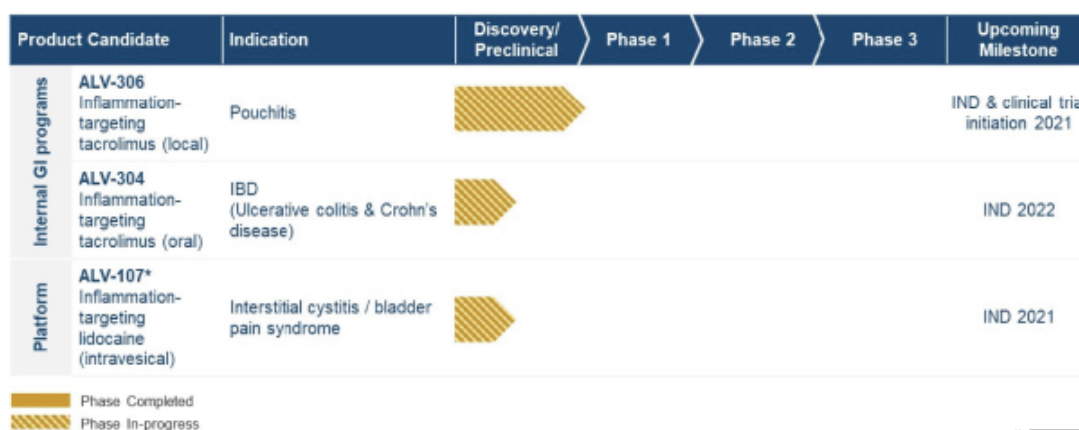 Product Candidate
Indication
Discovery/
Preclinical
Phase 1
Phase 2
Phase 3
Upcoming
Milestone
Internal GI programs
ALV-306
Inflammation-
targeting
tacrolimus (local)
Pouchitis
IND & clinical tria
initiation 2021
ALV-304
Inflammation-
targeting
tacrolimus (oral)
IBD
(Ulcerative colitis & Crohn's
disease)
IND 2022
Platform
ALV-107*
Inflammation-
targeting
lidocaine
(intravesical)
Interstitial cystitis / bladder
pain syndrome
IND 2021
Phase Completed
Phase In-progress